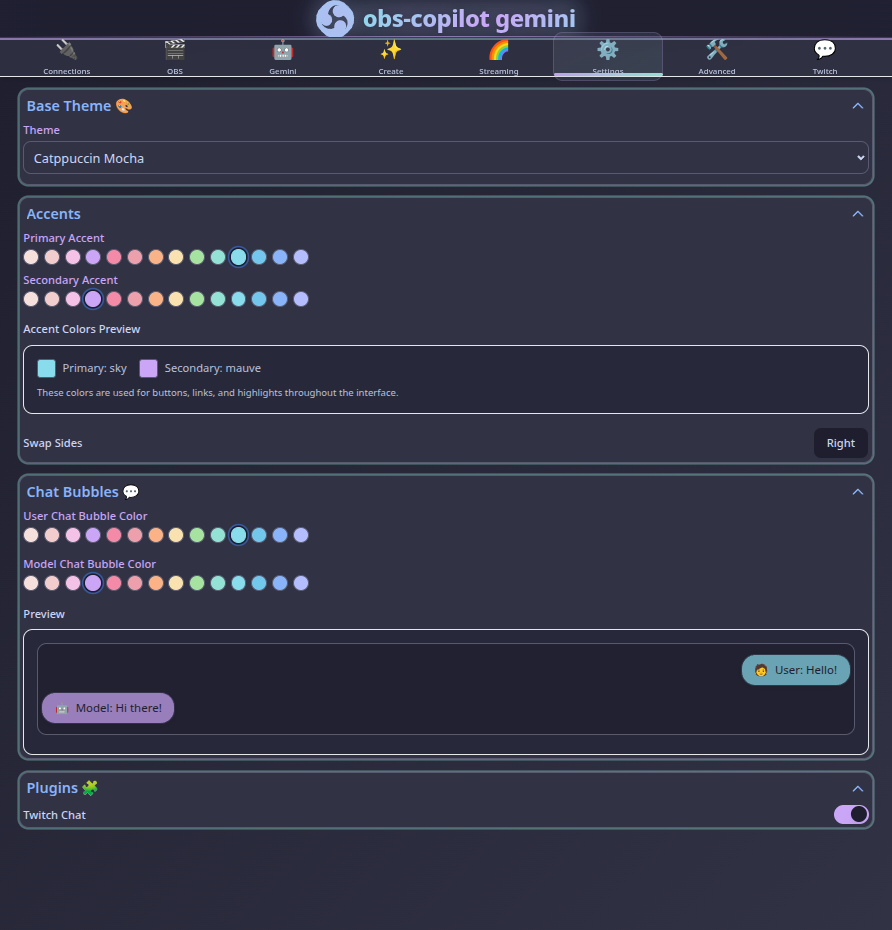 obs-copilot gemini
Connections
OBS
Gemini
Create
Streaming
Settings
Advanced
Twitch
Base Theme 🎨
Theme
Catppuccin Mocha
Accents
Primary Accent
Secondary Accent
Accent Colors Preview
Primary: sky Secondary: mauve
These colors are used for buttons, links, and highlights throughout the interface.
Swap Sides Right
Chat Bubbles 💬
User Chat Bubble Color
Model Chat Bubble Color
Preview
🧑 User: Hello!
🤖 Model: Hi there!
Plugins 🧩
Twitch Chat